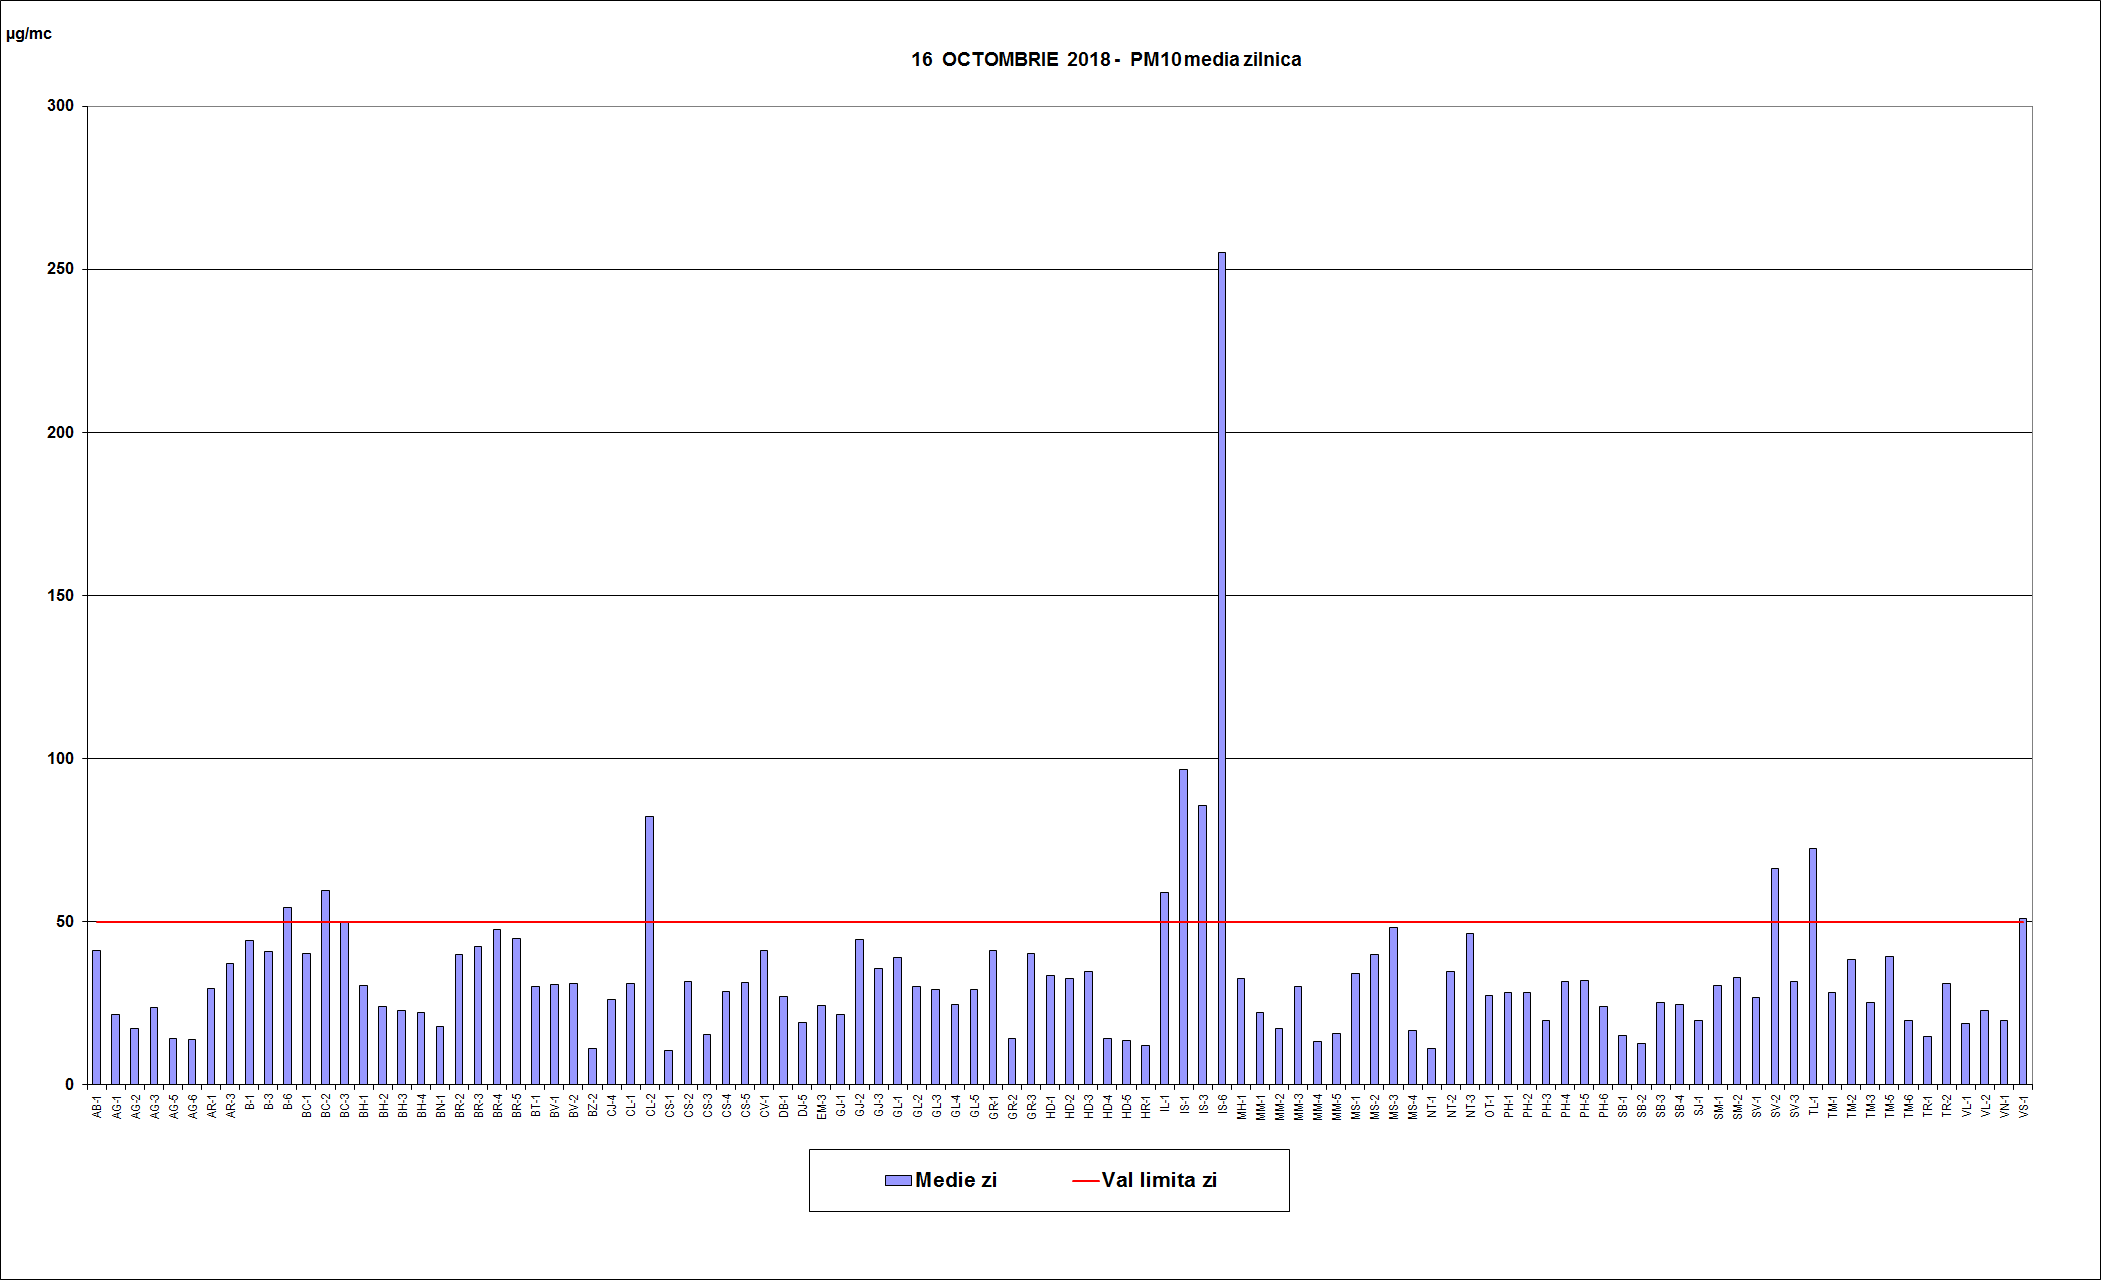 µg/mc
16 OCTOMBRIE 2018 - PM10 media zilnica
300
250
200
150
100
50
0
AB-1 AG-1 AG-2 AG-3 AG-5 AG-6 AR-1 AR-3 B-1 B-3 B-6 BC-1 BC-2 BC-3 BH-1 BH-2 BH-3 BH-4 BN-1 BR-2 BR-3 BR-4 BR-5 BT-1 BV-1 BV-2 BZ-2 CJ-4 CL-1 CL-2 CS-1 CS-2 CS-3 CS-4 CS-5 CV-1 DB-1 DJ-5 EM-3 GJ-1 GJ-2 GJ-3 GL-1 GL-2 GL-3 GL-4 GL-5 GR-1 GR-2 GR-3 HD-1 HD-2 HD-3 HD-4 HD-5 HR-1 IL-1 IS-1 IS-3 IS-6 MH-1 MM-1 MM-2 MM-3 MM-4 MM-5 MS-1 MS-2 MS-3 MS-4 NT-1 NT-2 NT-3 OT-1 PH-1 PH-2 PH-3 PH-4 PH-5 PH-6 SB-1 SB-2 SB-3 SB-4 SJ-1 SM-1 SM-2 SV-1 SV-2 SV-3 TL-1 TM-1 TM-2 TM-3 TM-5 TM-6 TR-1 TR-2 VL-1 VL-2 VN-1 VS-1
Medie zi Val limita zi